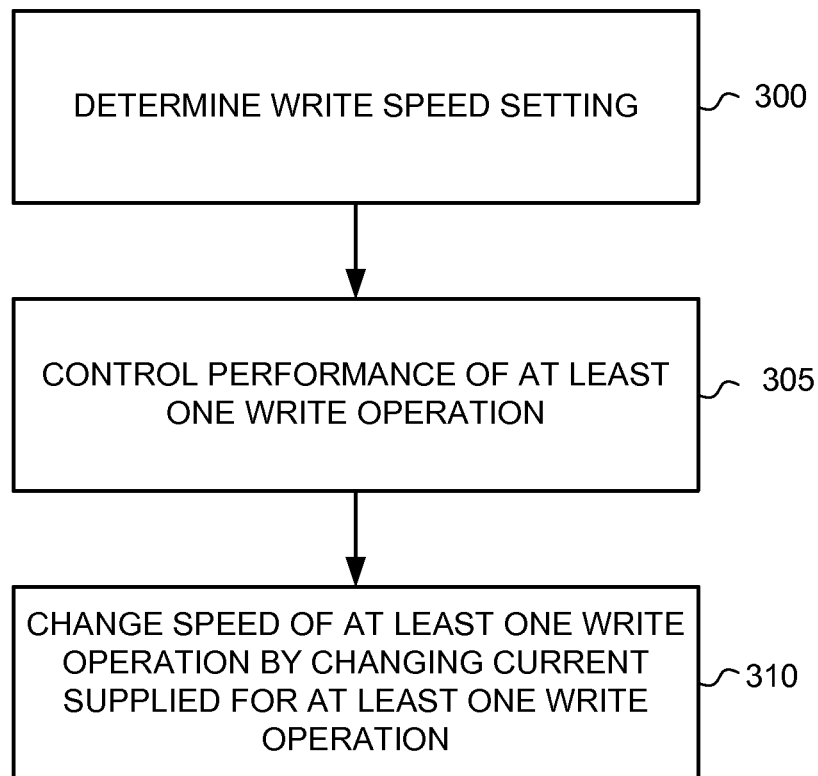 DETERMINE WRITE SPEED SETTING
300
CONTROL PERFORMANCE OF AT LEAST
ONE WRITE OPERATION
305
CHANGE SPEED OF AT LEAST ONE WRITE
OPERATION BY CHANGING CURRENT
SUPPLIED FOR AT LEAST ONE WRITE
OPERATION
310